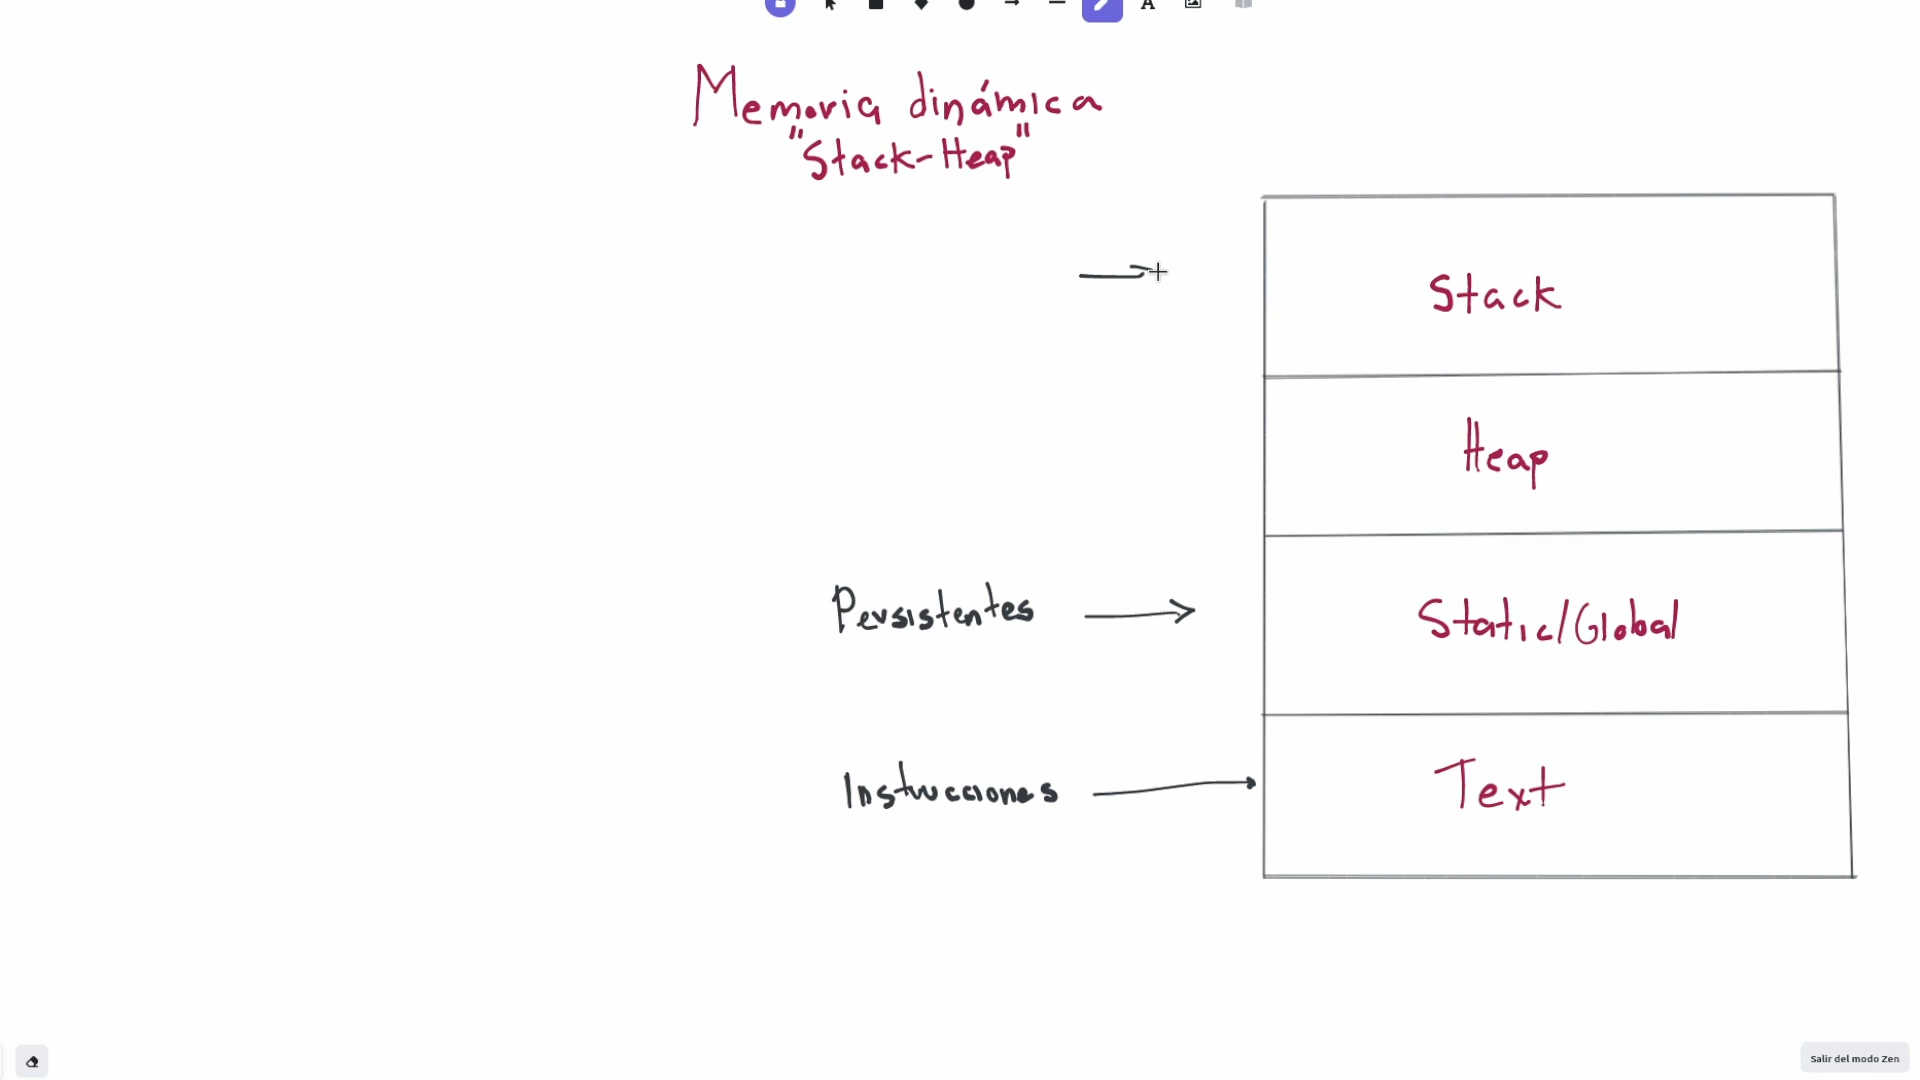 Memoria dinámica
"Stack-Heap"
Stack
Heap
Persistentes
Static/Global
Instrucciones
Text
Salir del modo Zen